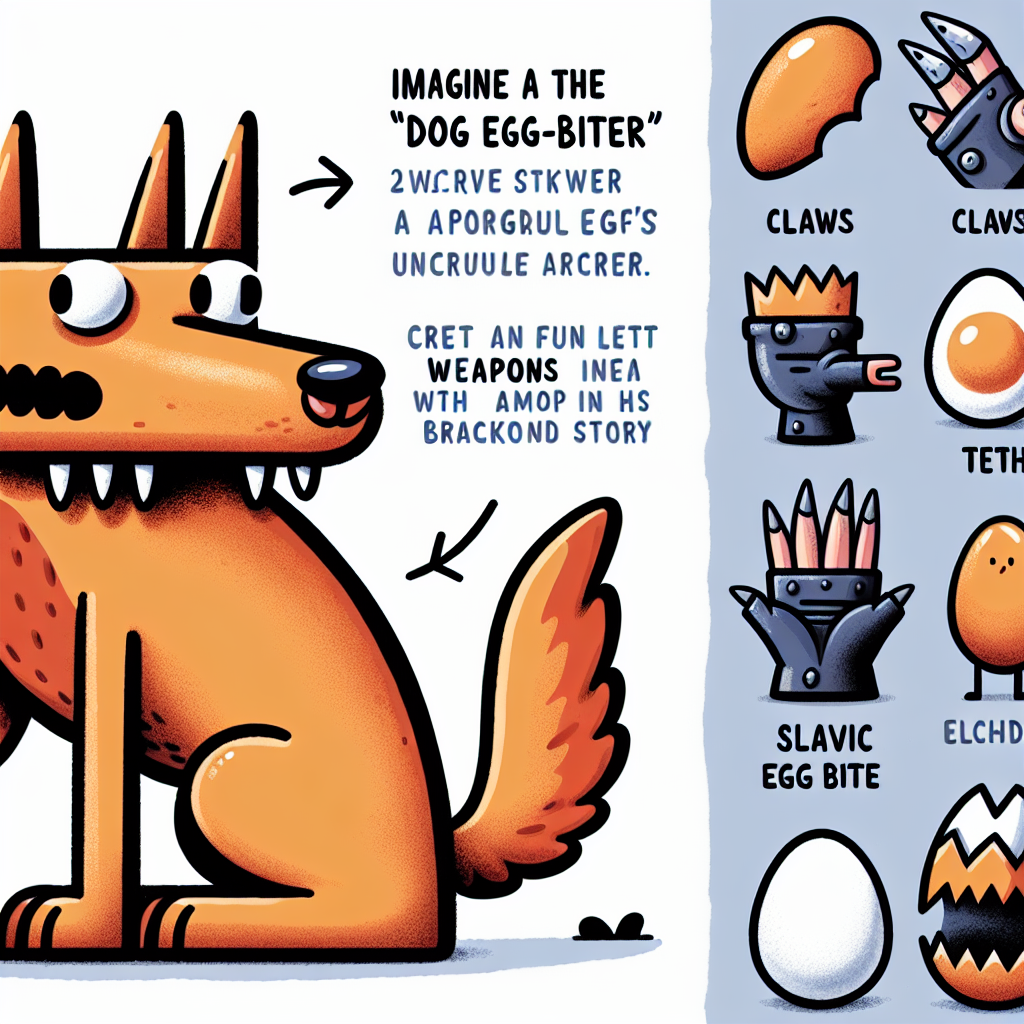 IMAGINE A THE
"DOG EGG-BITER"
STKWER
A APORGRUL EGF'S
UNCRUULE ARCRER.
CRET AN FUN LETT
WEAPONS INEA
WTH AMOP IN HS
BRACKOND STORY
CLAWS
CLAVS
TETH
SLAVIC
EGG BITE
ELCHD